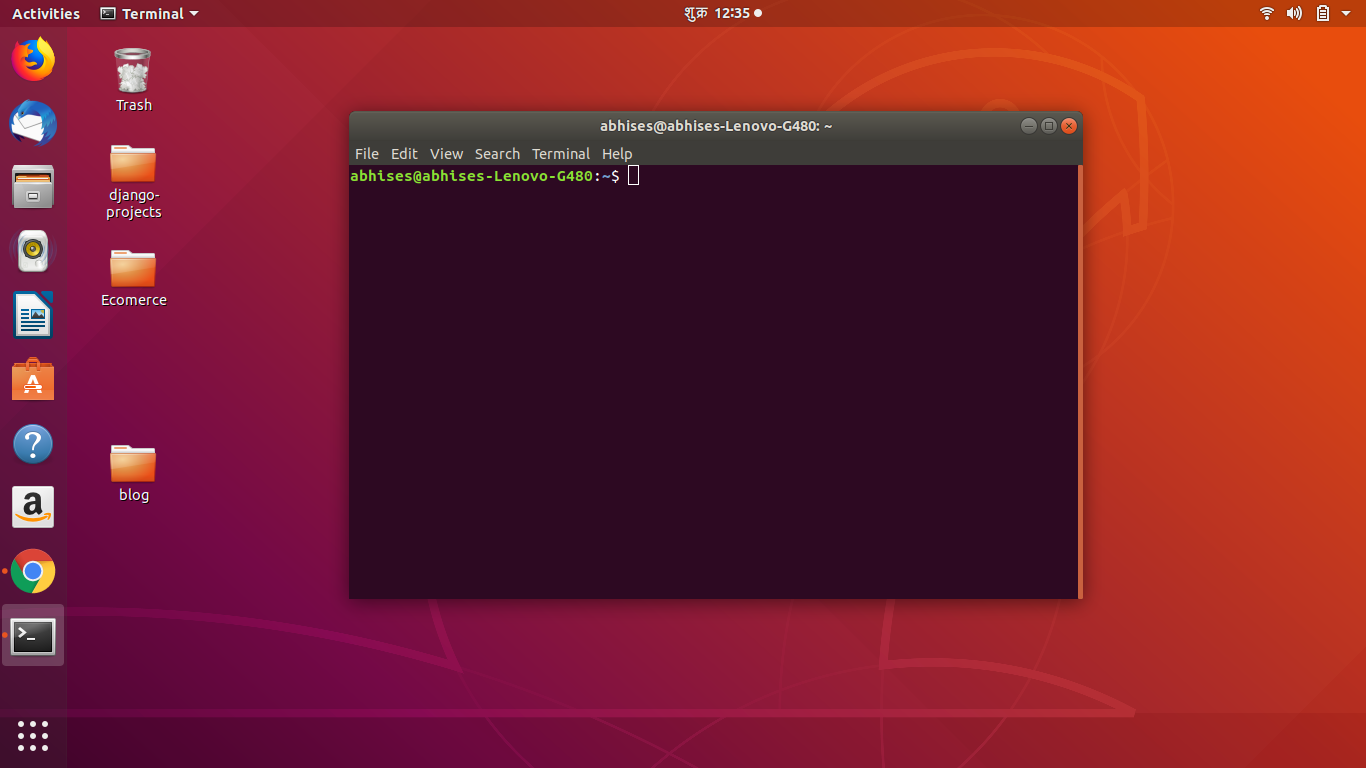 Activities Terminal शुक्र 12:35
Trash
django-
projects
Ecomerce
blog
abhises@abhises-Lenovo-G480: ~
File Edit View Search Terminal Help
abhises@abhises-Lenovo-G480:~$